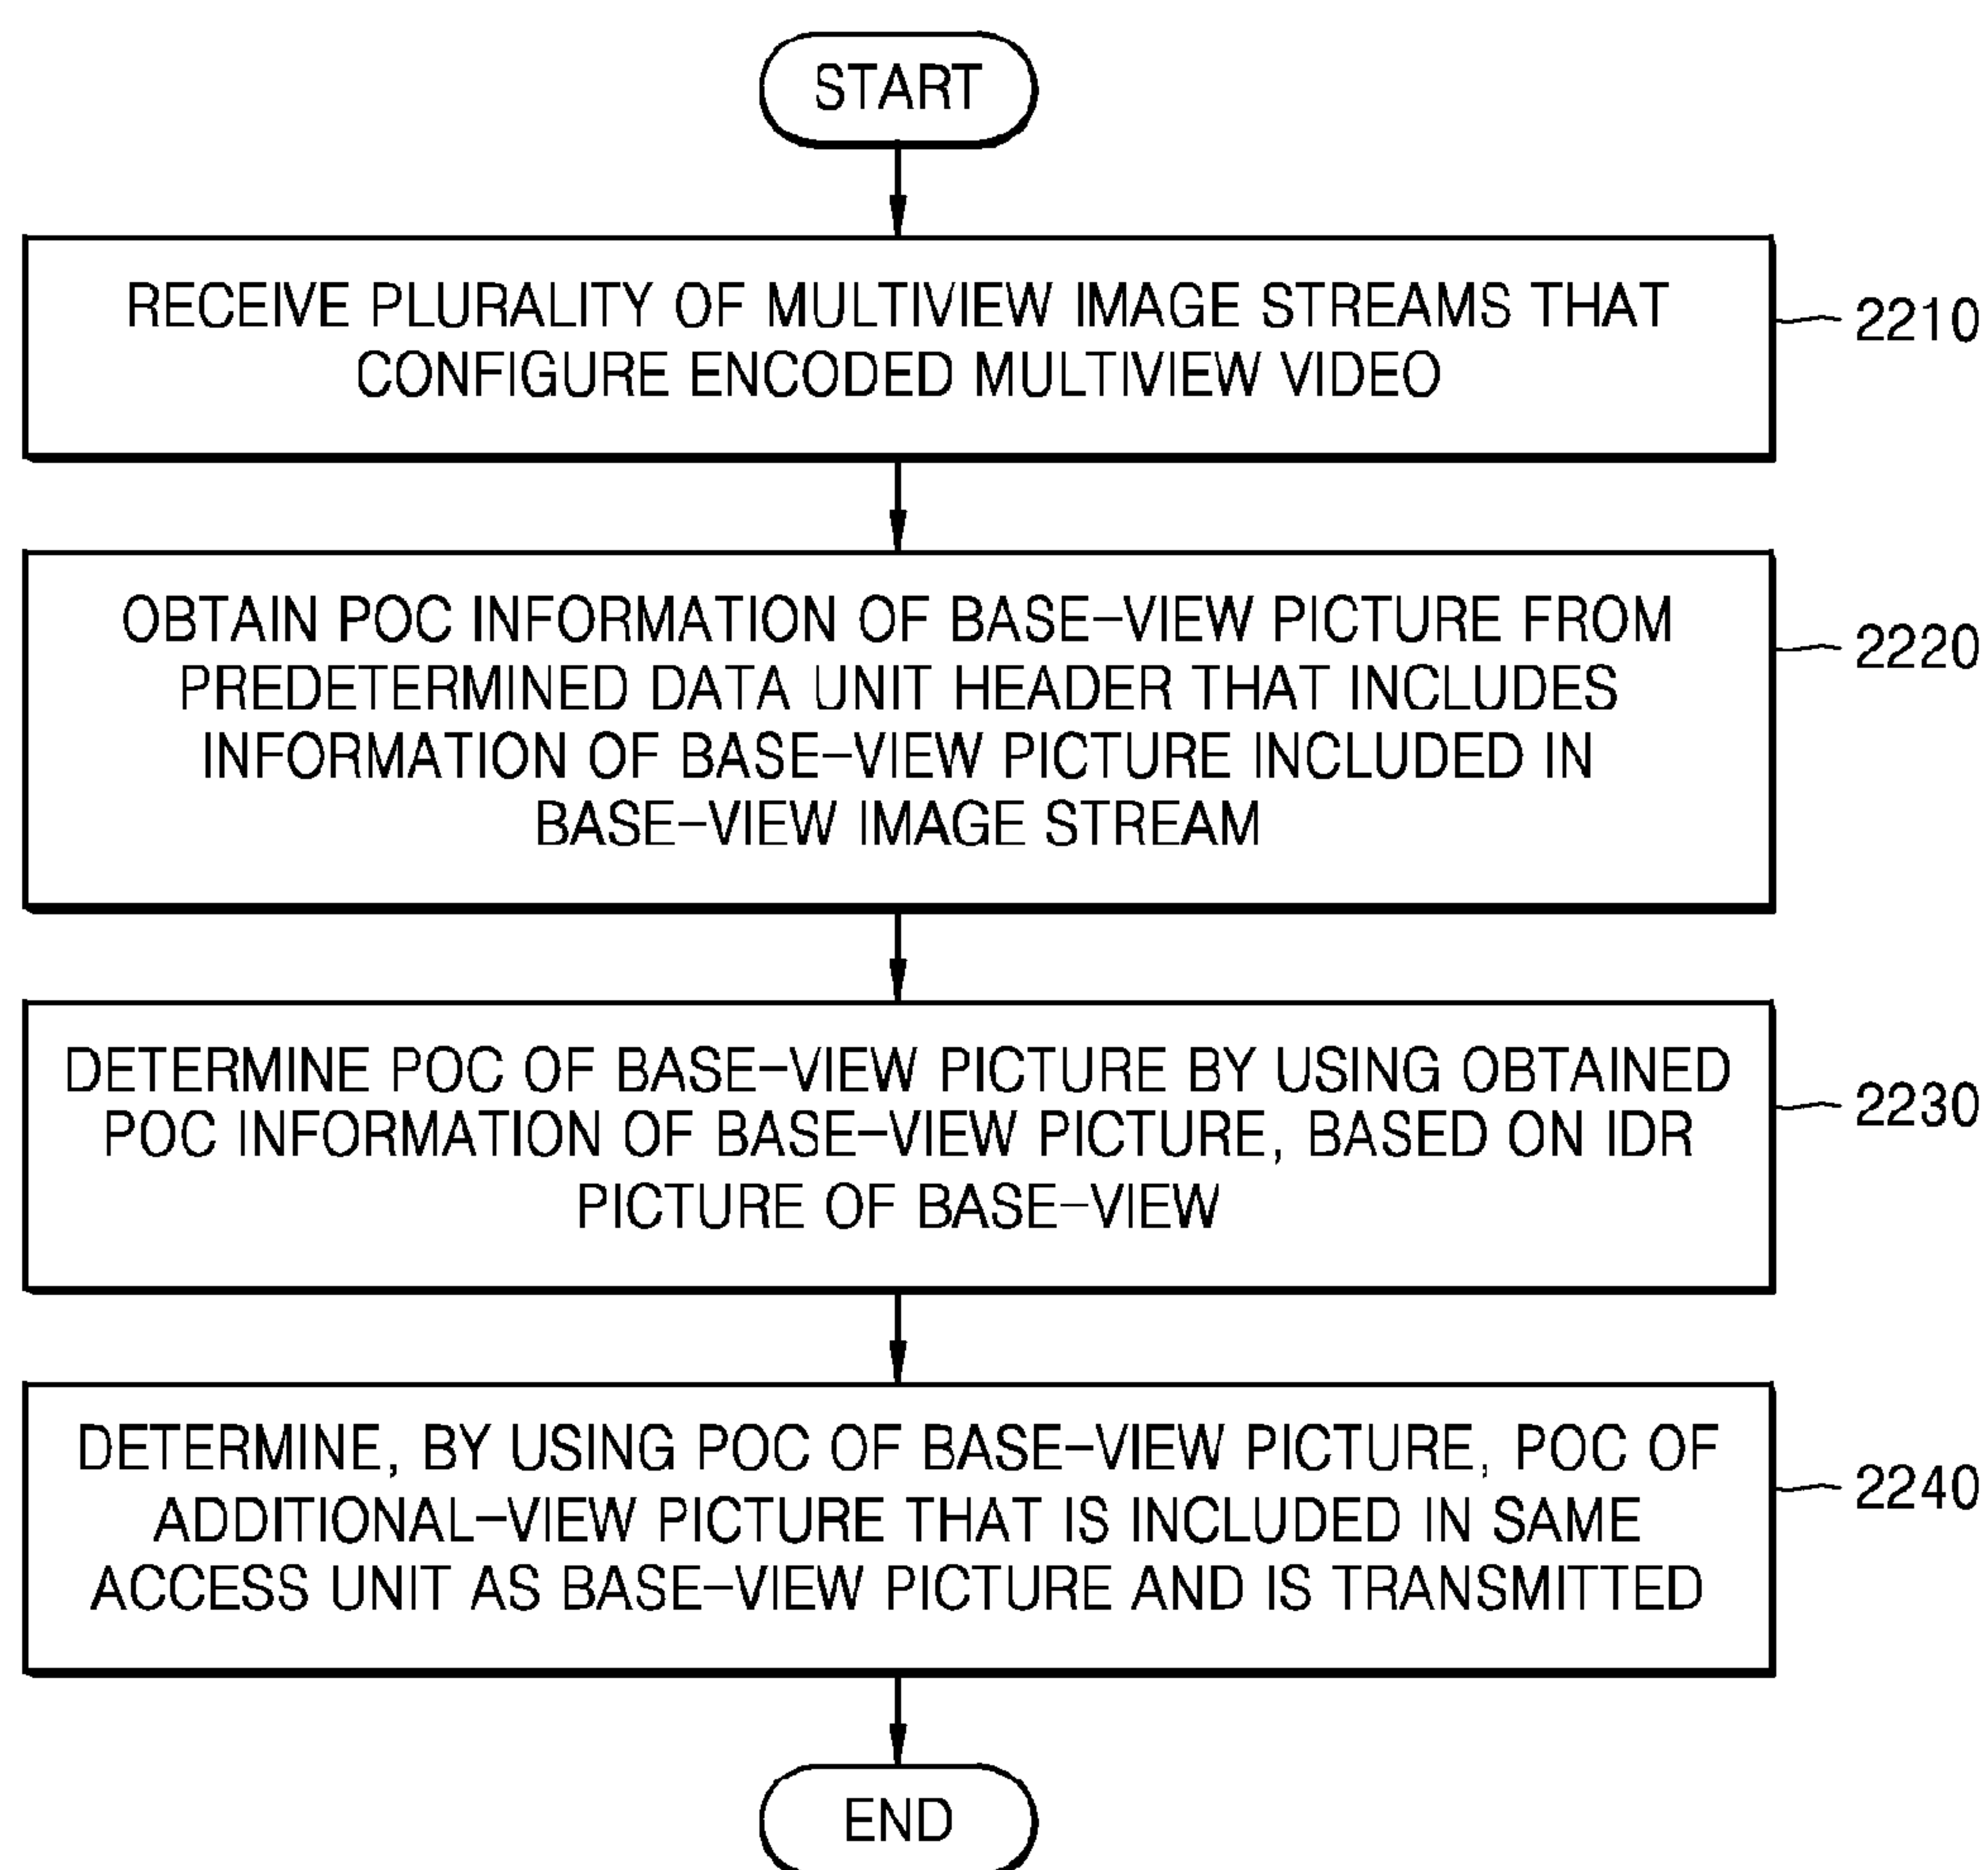 START
RECEIVE PLURALITY OF MULTIVIEW IMAGE STREAMS THAT
CONFIGURE ENCODED MULTIVIEW VIDEO
2210
OBTAIN POC INFORMATION OF BASE-VIEW PICTURE FROM
PREDETERMINED DATA UNIT HEADER THAT INCLUDES
INFORMATION OF BASE-VIEW PICTURE INCLUDED IN
BASE-VIEW IMAGE STREAM
2220
DETERMINE POC OF BASE-VIEW PICTURE BY USING OBTAINED
POC INFORMATION OF BASE-VIEW PICTURE, BASED ON IDR
PICTURE OF BASE-VIEW
2230
DETERMINE, BY USING POC OF BASE-VIEW PICTURE, POC OF
ADDITIONAL-VIEW PICTURE THAT IS INCLUDED IN SAME
ACCESS UNIT AS BASE-VIEW PICTURE AND IS TRANSMITTED
2240
END